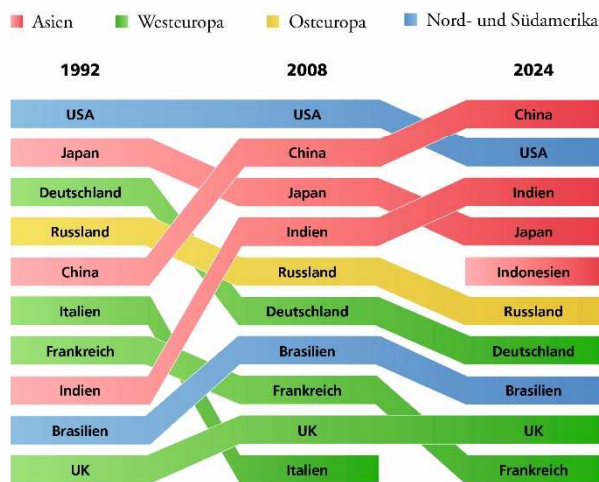 Asien Westeuropa Osteuropa Nord- und Südamerika
1992 2008 2024
USA USA China
Japan China USA
Deutschland Japan Indien
Russland Indien Japan
China Russland Indonesien
Italien Deutschland Russland
Frankreich Brasilien Deutschland
Indien Frankreich Brasilien
Brasilien UK UK
UK Italien Frankreich